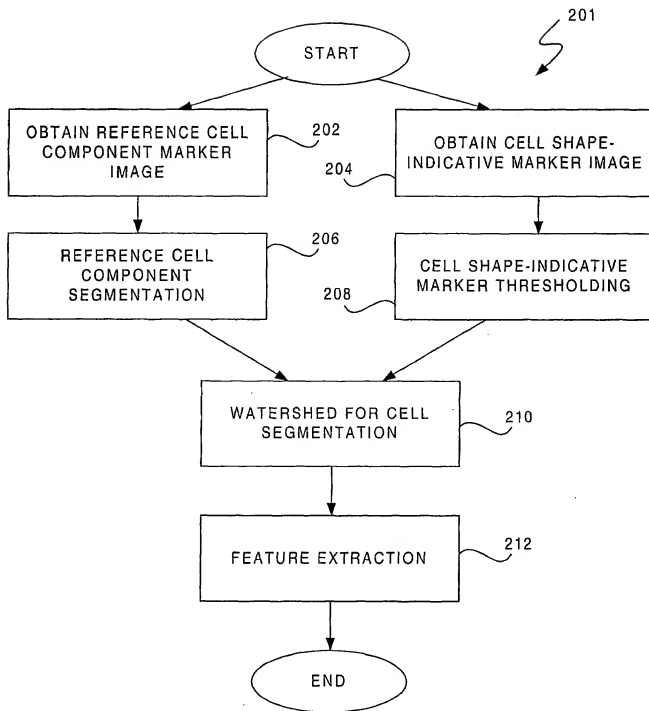 201
START
OBTAIN REFERENCE CELL
COMPONENT MARKER
IMAGE
202
OBTAIN CELL SHAPE-
INDICATIVE MARKER IMAGE
204
REFERENCE CELL
COMPONENT
SEGMENTATION
206
CELL SHAPE-INDICATIVE
MARKER THRESHOLDING
208
WATERSHED FOR CELL
SEGMENTATION
210
FEATURE EXTRACTION
212
END